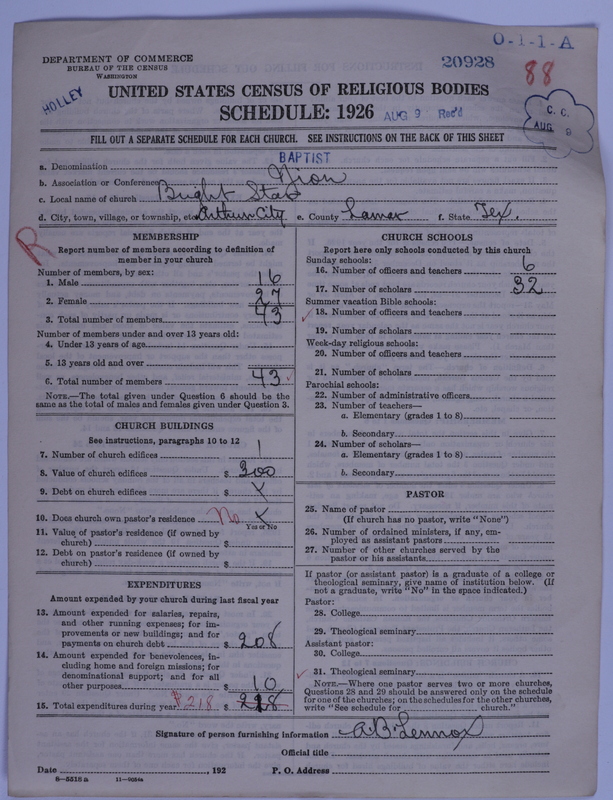 O-1-1-A
DEPARTMENT OF COMMERCE
BUREAU OF THE CENSUS
WASHINGTON
20928
88
HOLLEY
UNITED STATES CENSUS OF RELIGIOUS BODIES
SCHEDULE: 1926
AUG 9 Rec'd
C. C.
AUG 9
FILL OUT A SEPARATE SCHEDULE FOR EACH CHURCH. SEE INSTRUCTIONS ON THE BACK OF THIS SHEET
a. Denomination BAPTIST
b. Association or Conference Zion
c. Local name of church Bright Star
d. City, town, village, or township, etc. Arthur City e. County Lamar f. State Tex.
R
MEMBERSHIP
Report number of members according to definition of
member in your church
Number of members, by sex:
1. Male 16
2. Female 27
3. Total number of members 43
Number of members under and over 13 years old:
4. Under 13 years of age
5. 13 years old and over
6. Total number of members 43
NOTE.—The total given under Question 6 should be the
same as the total of males and females given under Question 3.
CHURCH BUILDINGS
See instructions, paragraphs 10 to 12
7. Number of church edifices 1
8. Value of church edifices $ 300
9. Debt on church edifices $ X
10. Does church own pastor's residence No X
Yes or No
11. Value of pastor's residence (if owned by
church) $
12. Debt on pastor's residence (if owned by
church) $
EXPENDITURES
Amount expended by your church during last fiscal year
13. Amount expended for salaries, repairs,
and other running expenses; for im-
provements or new buildings; and for
payments on church debt $ 208
14. Amount expended for benevolences, in-
cluding home and foreign missions; for
denominational support; and for all
other purposes $ 10
15. Total expenditures during year $218 $ 218
CHURCH SCHOOLS
Report here only schools conducted by this church
Sunday schools:
16. Number of officers and teachers 6
17. Number of scholars 32
Summer vacation Bible schools:
18. Number of officers and teachers
19. Number of scholars
Week-day religious schools:
20. Number of officers and teachers
21. Number of scholars
Parochial schools:
22. Number of administrative officers
23. Number of teachers—
a. Elementary (grades 1 to 8)
b. Secondary
24. Number of scholars—
a. Elementary (grades 1 to 8)
b. Secondary
PASTOR
25. Name of pastor
(If church has no pastor, write "None")
26. Number of ordained ministers, if any, em-
ployed as assistant pastors
27. Number of other churches served by the
pastor or his assistants
If pastor (or assistant pastor) is a graduate of a college or
theological seminary, give name of institution below. (If
not a graduate, write "No" in the space indicated.)
Pastor:
28. College
29. Theological seminary
Assistant pastor:
30. College
31. Theological seminary
NOTE.—Where one pastor serves two or more churches,
Questions 28 and 29 should be answered only on the schedule
for one of the churches; on the schedules for the other churches,
write "See schedule for church."
Signature of person furnishing information A.B. Lennox
Official title
Date , 192 P. O. Address
8—5518a 11—9054a